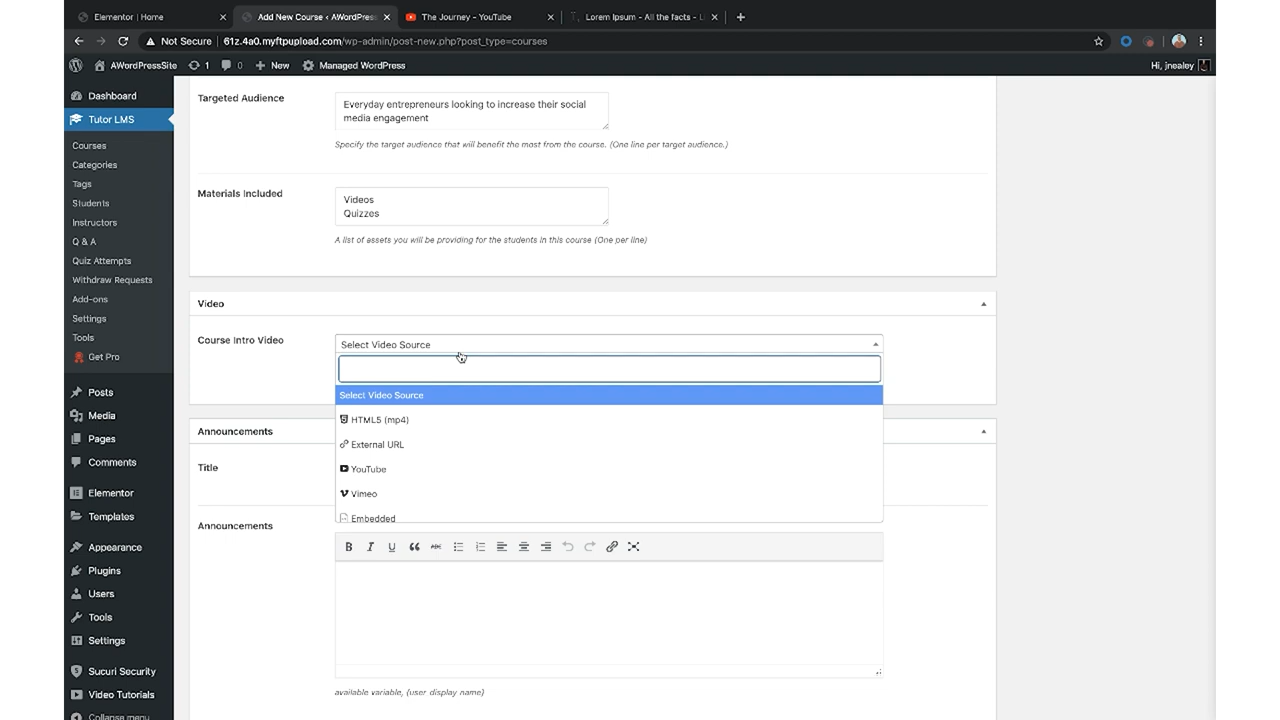 Elementor | Home
Add New Course ‹ AWordPress
The Journey - YouTube
Lorem Ipsum - All the facts - Li
Not Secure
61z.4a0.myftpupload.com/wp-admin/post-new.php?post_type=courses
AWordPressSite
1
0
New
Managed WordPress
Hi, jnealey
Dashboard
Tutor LMS
Courses
Categories
Tags
Students
Instructors
Q & A
Quiz Attempts
Withdraw Requests
Add-ons
Settings
Tools
Get Pro
Posts
Media
Pages
Comments
Elementor
Templates
Appearance
Plugins
Users
Tools
Settings
Sucuri Security
Video Tutorials
Collapse menu
Targeted Audience
Everyday entrepreneurs looking to increase their social
media engagement
Specify the target audience that will benefit the most from the course. (One line per target audience.)
Materials Included
Videos
Quizzes
A list of assets you will be providing for the students in this course (One per line)
Video
Course Intro Video
Select Video Source
Select Video Source
HTML5 (mp4)
External URL
YouTube
Vimeo
Embedded
Announcements
Title
Announcements
B I U ABC
available variable, {user_display_name}